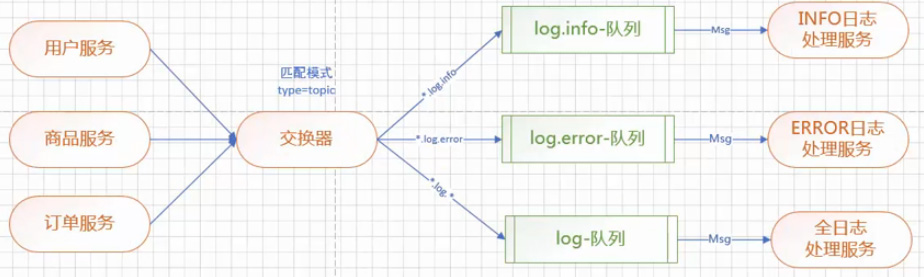 用户服务
商品服务
订单服务
匹配模式
type=topic
交换器
*.log.info
*.log.error
*.log.*
log.info-队列
log.error-队列
log-队列
Msg
Msg
Msg
INFO日志
处理服务
ERROR日志
处理服务
全日志
处理服务